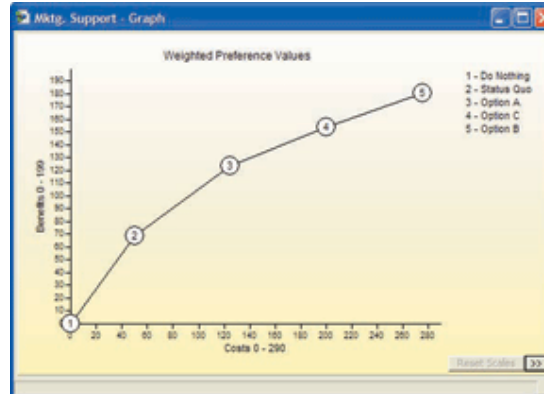 Mktg. Support - Graph
Weighted Preference Values
1 - Do Nothing
2 - Status Quo
3 - Option A
4 - Option C
5 - Option B
Benefits 0 - 199
190
180
170
160
150
140
130
120
110
100
90
80
70
60
50
40
30
20
10
0
1
2
3
4
5
0 20 40 60 80 100 120 140 160 180 200 220 240 260 280
Costs 0 - 290
Reset Scales >>